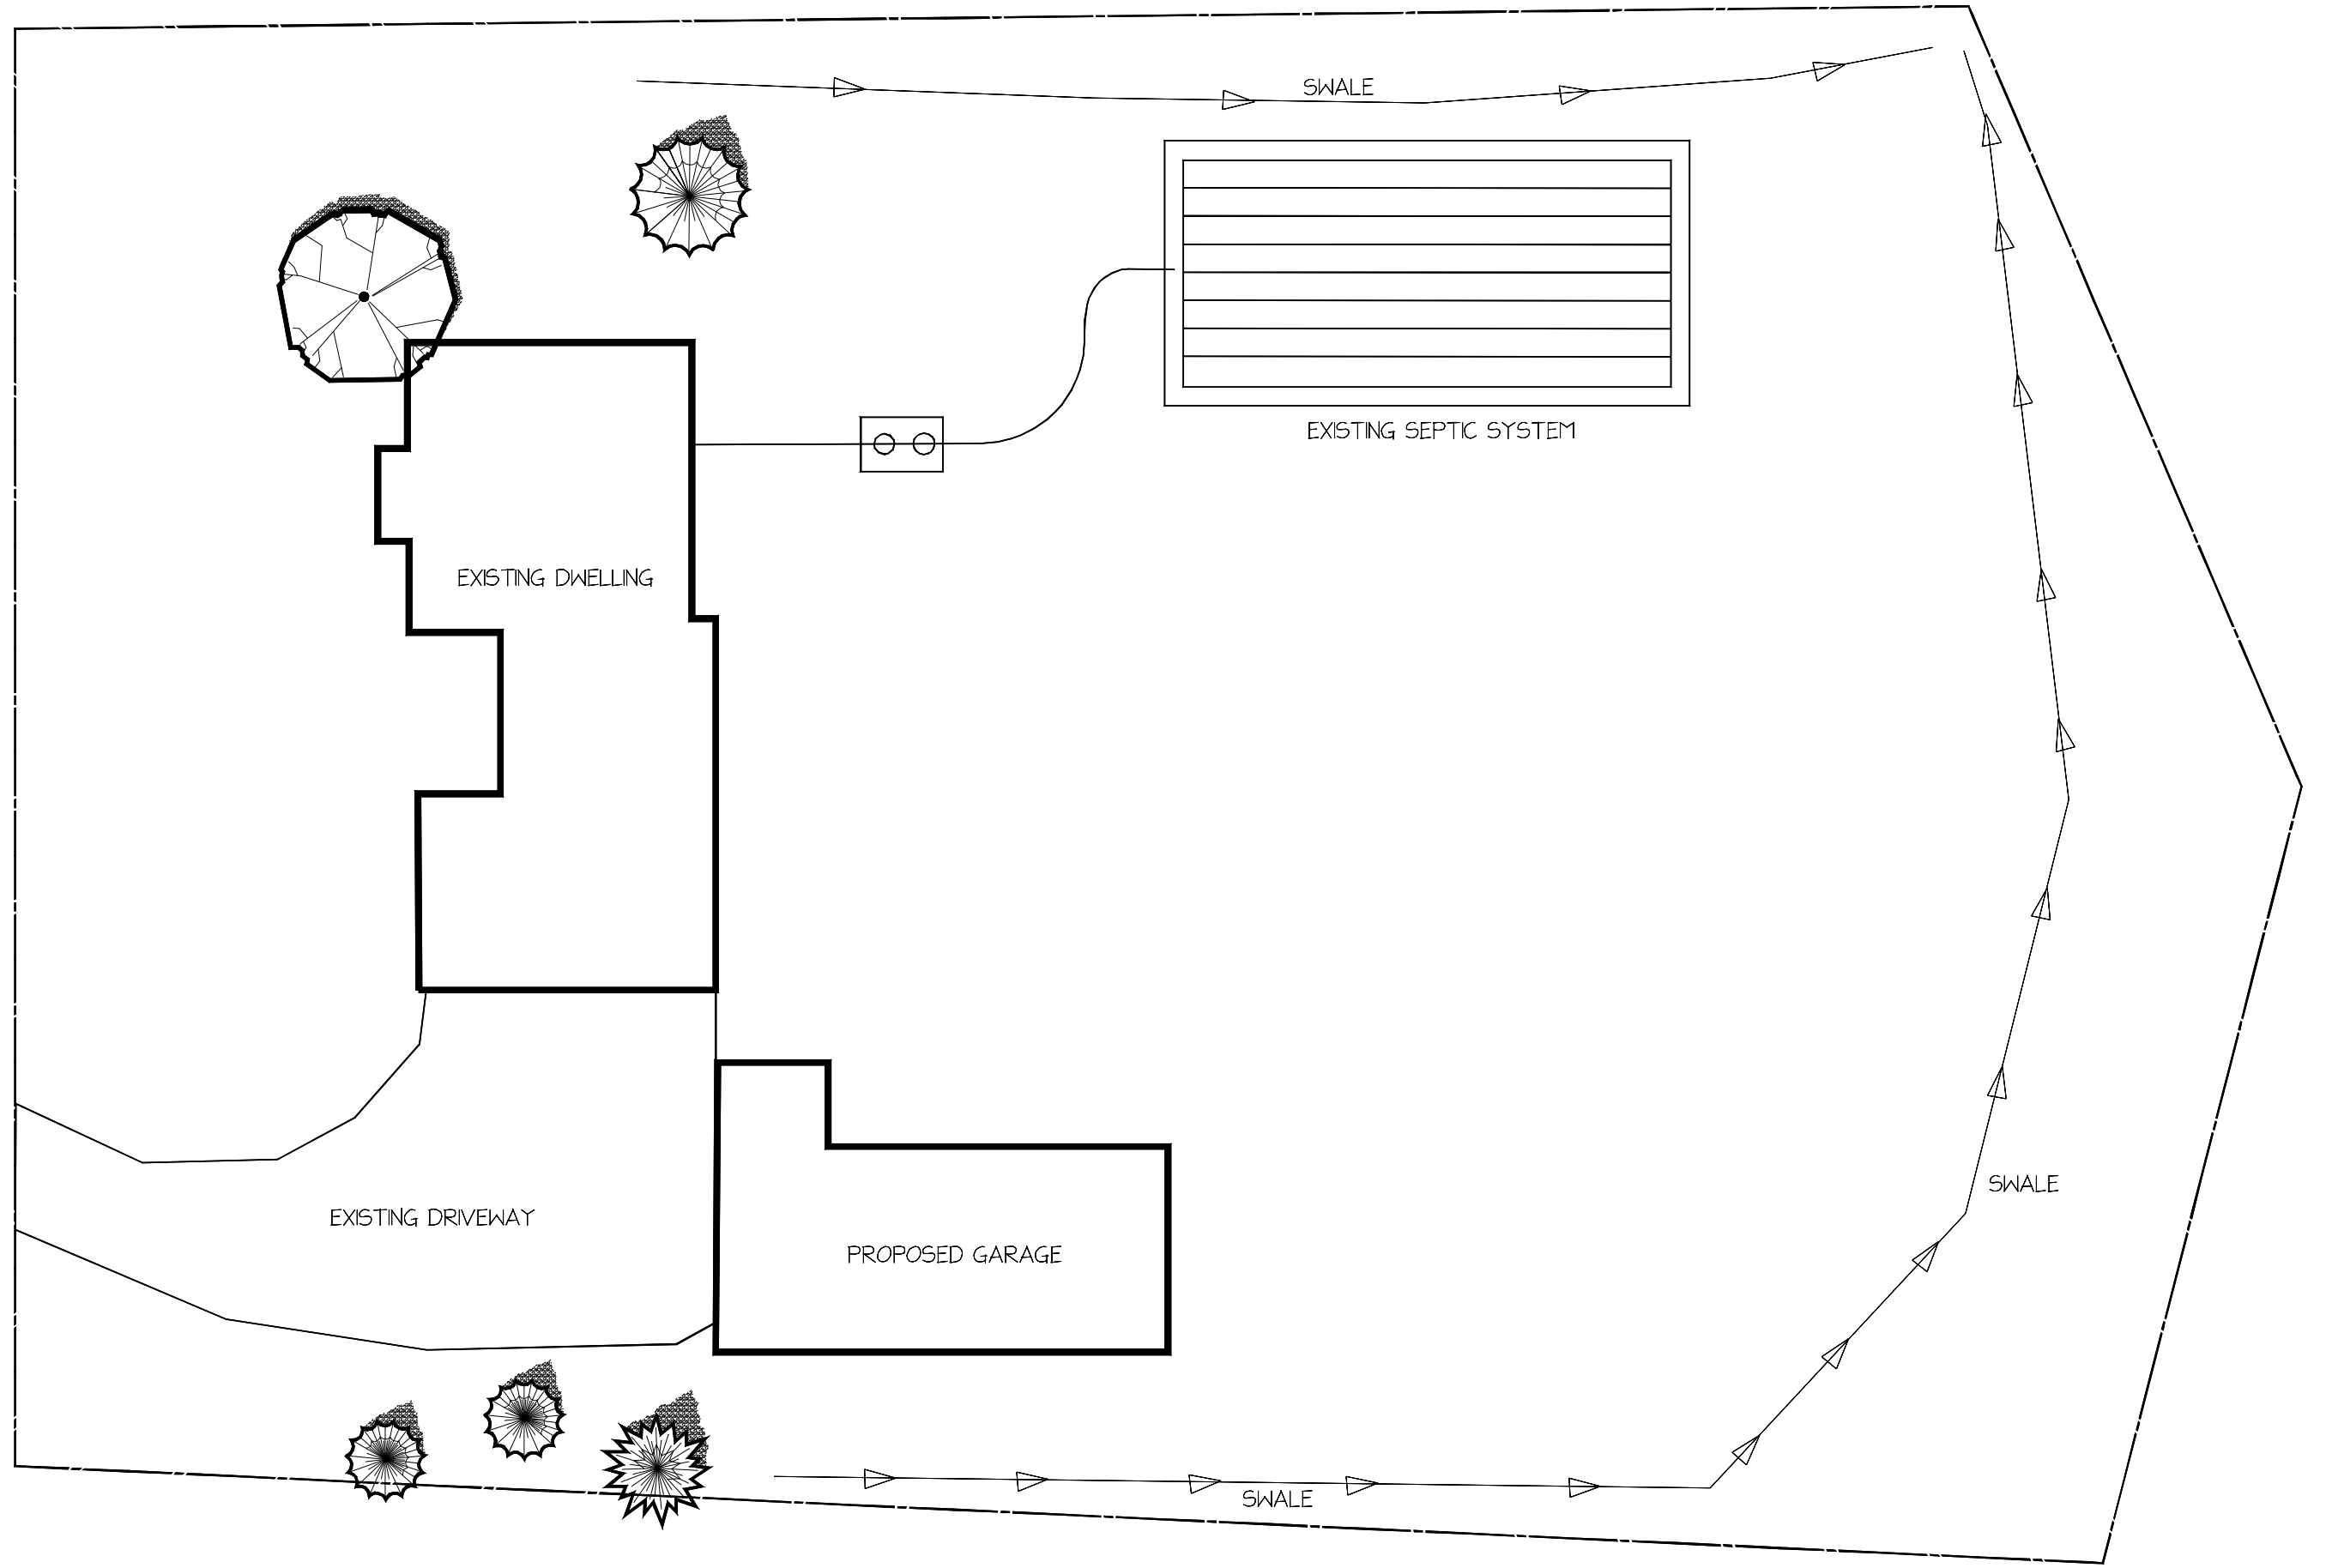 SWALE
EXISTING SEPTIC SYSTEM
EXISTING DWELLING
SWALE
EXISTING DRIVEWAY
PROPOSED GARAGE
SWALE